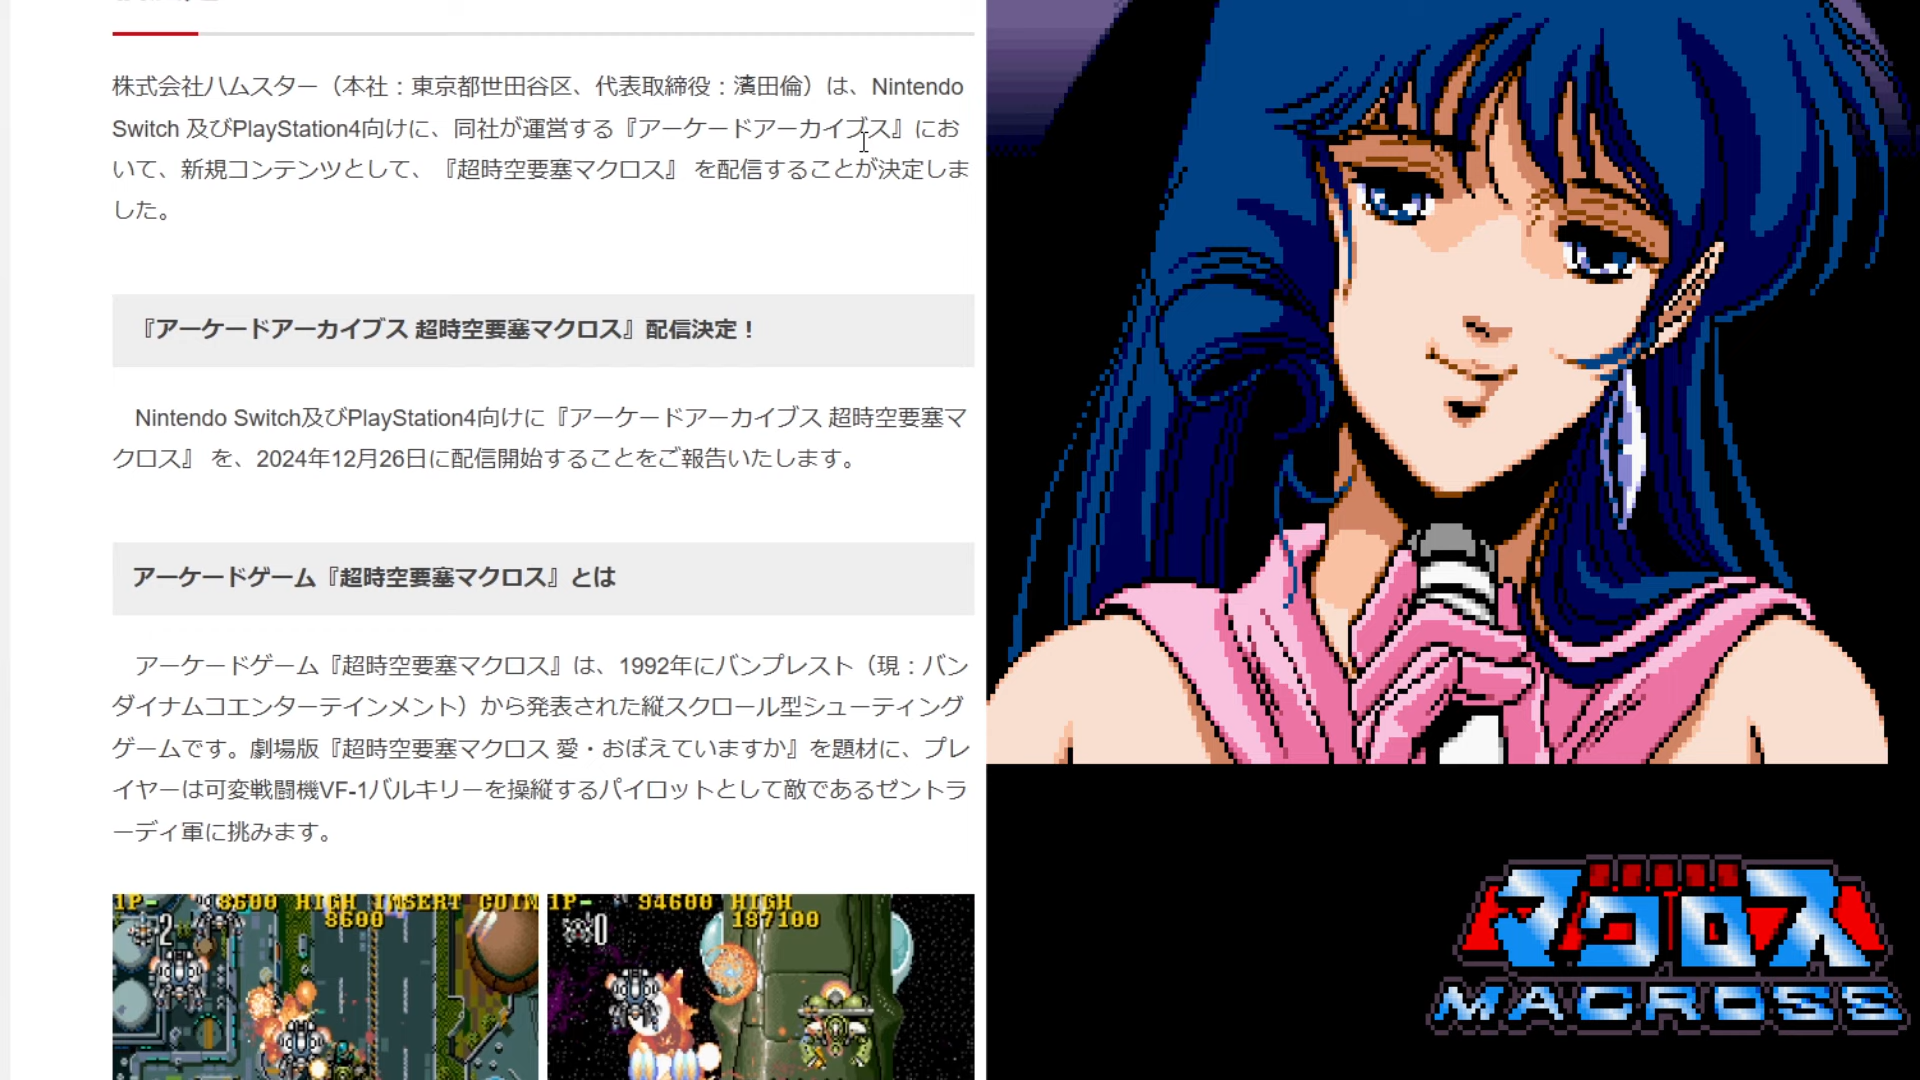 株式会社ハムスター（本社：東京都世田谷区、代表取締役：濱田倫）は、Nintendo
Switch 及びPlayStation4向けに、同社が運営する『アーケードアーカイブス』にお
いて、新規コンテンツとして、『超時空要塞マクロス』 を配信することが決定しま
した。
『アーケードアーカイブス 超時空要塞マクロス』配信決定！
Nintendo Switch及びPlayStation4向けに『アーケードアーカイブス 超時空要塞マ
クロス』 を、2024年12月26日に配信開始することをご報告いたします。
アーケードゲーム『超時空要塞マクロス』とは
アーケードゲーム『超時空要塞マクロス』は、1992年にバンプレスト（現：バン
ダイナムコエンターテインメント）から発表された縦スクロール型シューティング
ゲームです。劇場版『超時空要塞マクロス 愛・おぼえていますか』を題材に、プレ
イヤーは可変戦闘機VF-1バルキリーを操縦するパイロットとして敵であるゼントラ
ーディ軍に挑みます。
1P- 8600 HIGH INSERT COIN
8600
2
1P- 94600 HIGH
187100
0
マクロス
MACROSS